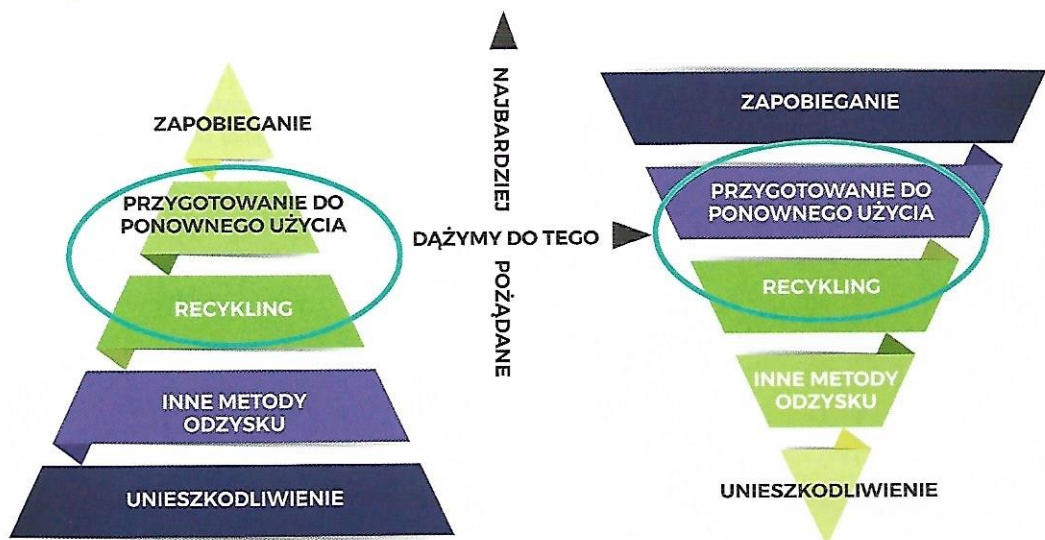 ZAPOBIEGANIE
PRZYGOTOWANIE DO
PONOWNEGO UŻYCIA
RECYKLING
INNE METODY
ODZYSKU
UNIESZKODLIWIENIE
NAJBARDZIEJ POŻĄDANE
DĄŻYMY DO TEGO
ZAPOBIEGANIE
PRZYGOTOWANIE DO
PONOWNEGO UŻYCIA
RECYKLING
INNE METODY
ODZYSKU
UNIESZKODLIWIENIE